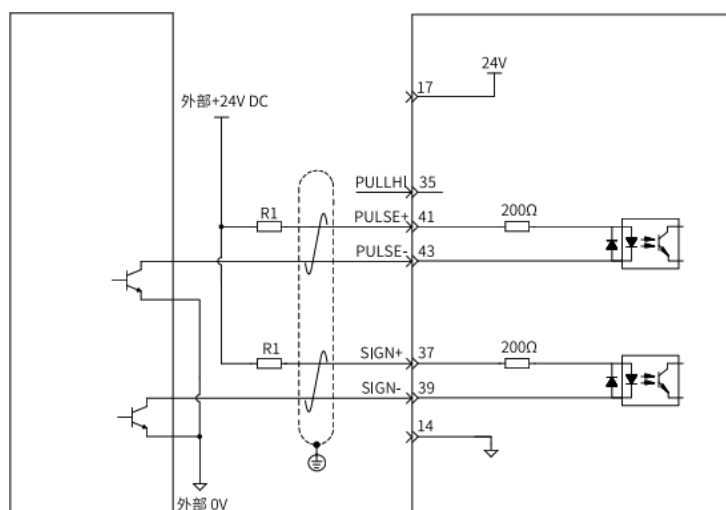 24V
17
外部+24V DC
PULLHI 35
R1 PULSE+ 41 200Ω
PULSE- 43
R1 SIGN+ 37 200Ω
SIGN- 39
14
外部 0V